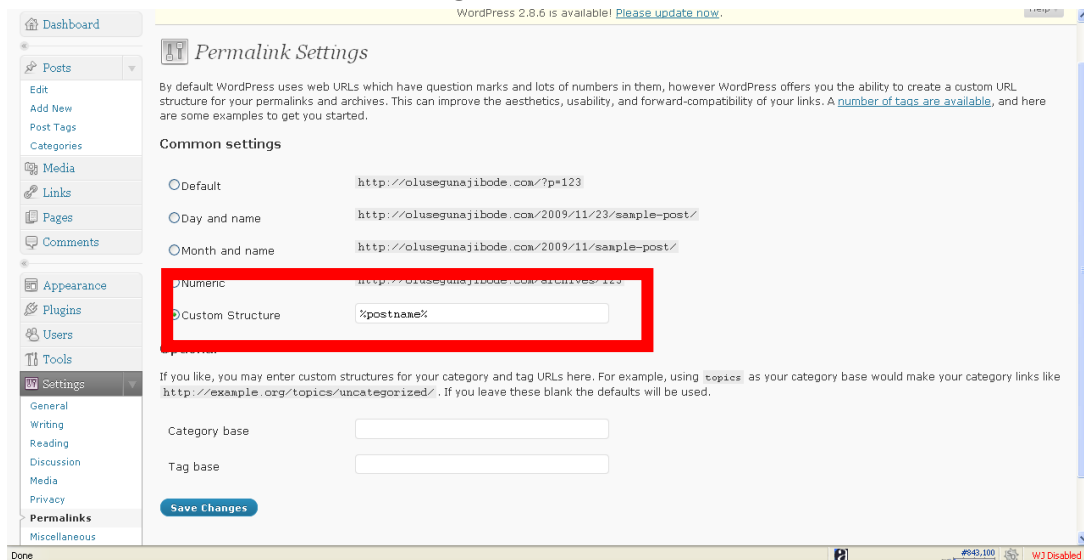 WordPress 2.8.6 is available! Please update now.
Dashboard
Posts
Edit
Add New
Post Tags
Categories
Media
Links
Pages
Comments
Appearance
Plugins
Users
Tools
Settings
General
Writing
Reading
Discussion
Media
Privacy
Permalinks
Miscellaneous
Permalink Settings
By default WordPress uses web URLs which have question marks and lots of numbers in them, however WordPress offers you the ability to create a custom URL
structure for your permalinks and archives. This can improve the aesthetics, usability, and forward-compatibility of your links. A number of tags are available, and here
are some examples to get you started.
Common settings
Default http://olusegunajibode.com/?p=123
Day and name http://olusegunajibode.com/2009/11/23/sample-post/
Month and name http://olusegunajibode.com/2009/11/sample-post/
Numeric http://olusegunajibode.com/archives/123
Custom Structure %postname%
If you like, you may enter custom structures for your category and tag URLs here. For example, using topics as your category base would make your category links like
http://example.org/topics/uncategorized/ . If you leave these blank the defaults will be used.
Category base
Tag base
Save Changes
Done #843,100 WJ Disabled